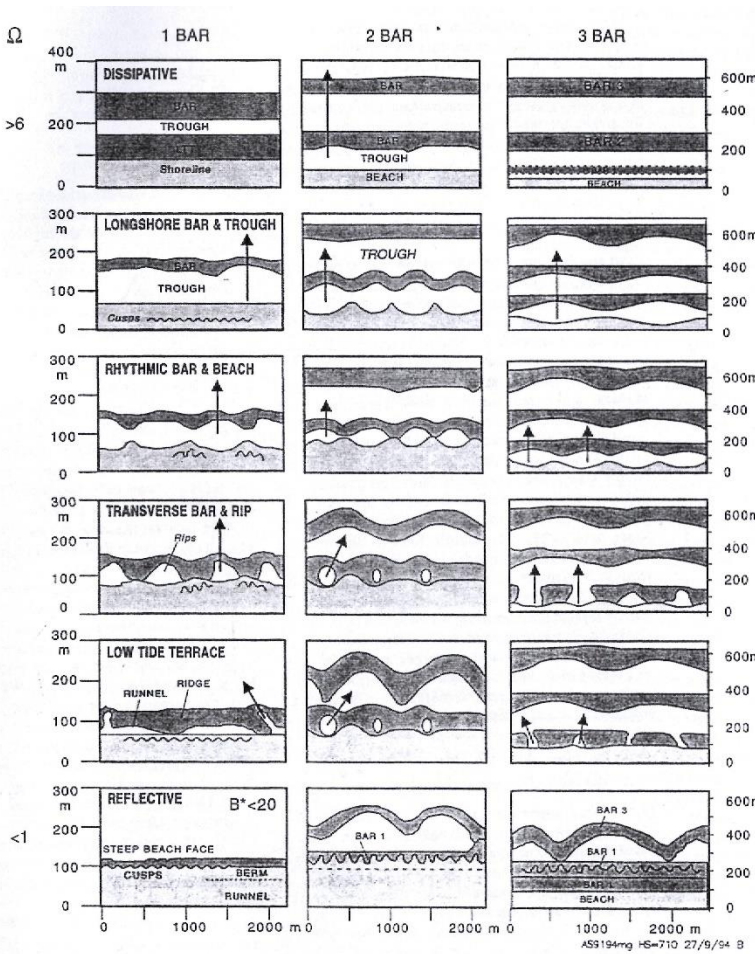 Ω 1 BAR 2 BAR 3 BAR
400
m
DISSIPATIVE
>6
200
0
BAR
TROUGH
Shoreline
BAR
BAR
TROUGH
BEACH
BAR 3
BAR 2
BEACH
600m
400
200
0
300
m
200
100
0
LONGSHORE BAR & TROUGH
BAR
TROUGH
Cusps
TROUGH
600m
400
200
0
300
m
200
100
0
RHYTHMIC BAR & BEACH
600m
400
200
0
300
m
200
100
0
TRANSVERSE BAR & RIP
Rips
600m
400
200
0
300
m
200
100
0
LOW TIDE TERRACE
RUNNEL
RIDGE
600m
400
200
0
<1
300
m
200
100
0
REFLECTIVE B*<20
STEEP BEACH FACE
CUSPS
BERM
RUNNEL
BAR 1
BAR 3
BAR 1
BEACH
600m
400
200
0
0 1000 2000 m 0 1000 m 0 1000 2000 m
AS9194mg HS=710 27/9/94 B